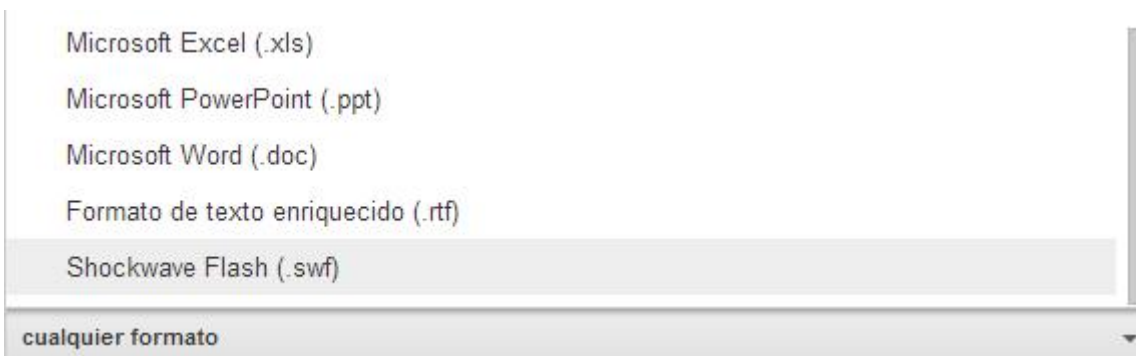 Microsoft Excel (.xls)
Microsoft PowerPoint (.ppt)
Microsoft Word (.doc)
Formato de texto enriquecido (.rtf)
Shockwave Flash (.swf)
cualquier formato